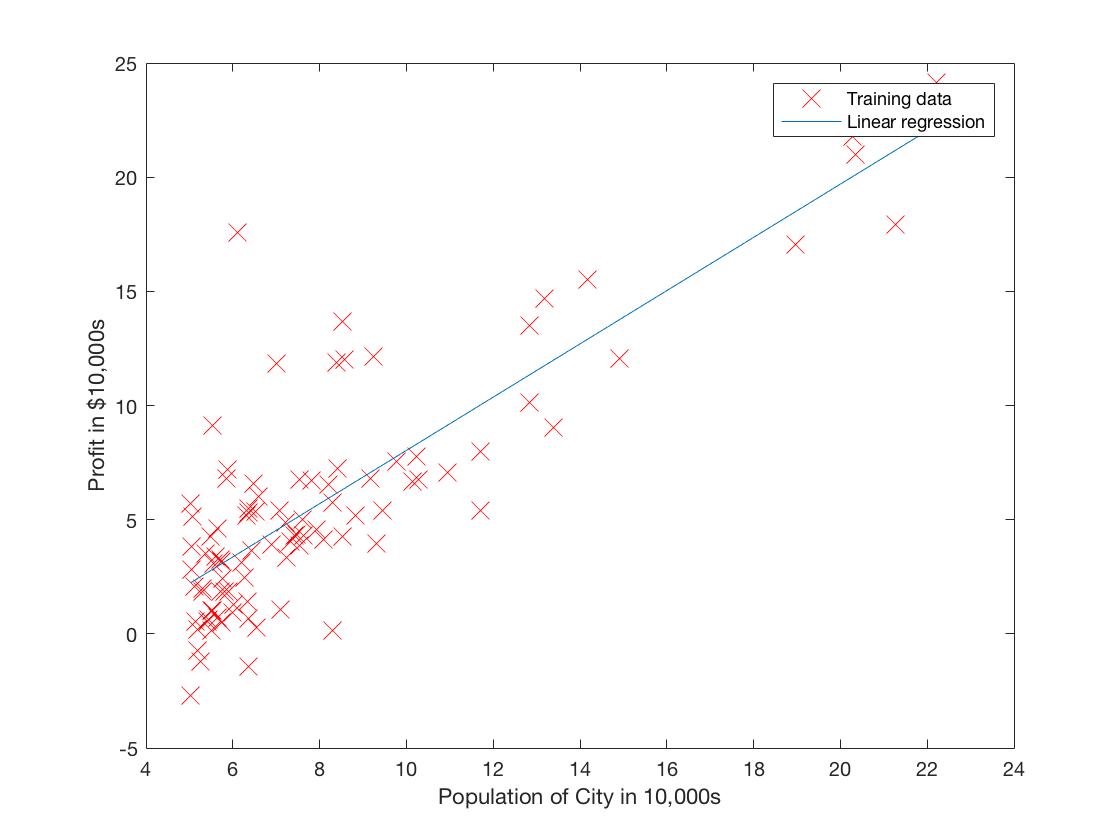 25
20
15
10
5
0
-5
4 6 8 10 12 14 16 18 20 22 24
Profit in $10,000s
Population of City in 10,000s
Training data
Linear regression